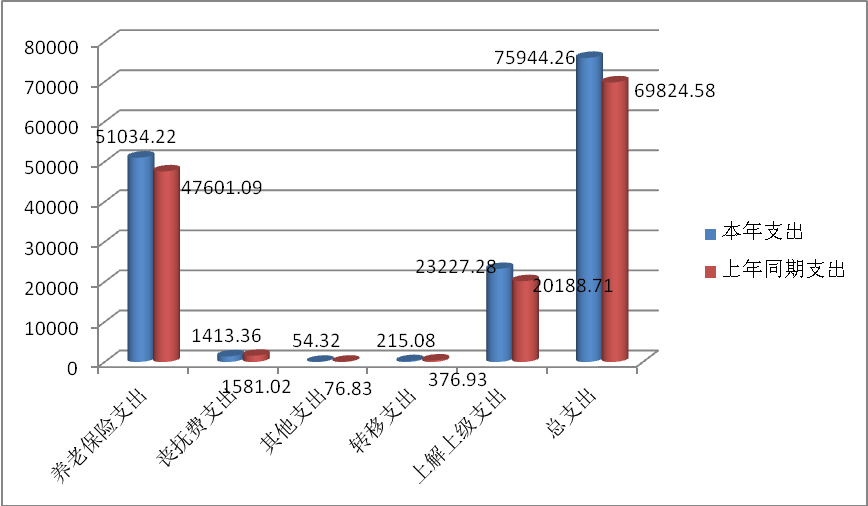 80000
70000
60000
50000
40000
30000
20000
10000
0
51034.22
47601.09
1413.36
1581.02
54.32
76.83
215.08
376.93
23227.28
20188.71
75944.26
69824.58
养老保险支出
丧抚费支出
其他支出
转移支出
上解上级支出
总支出
本年支出
上年同期支出